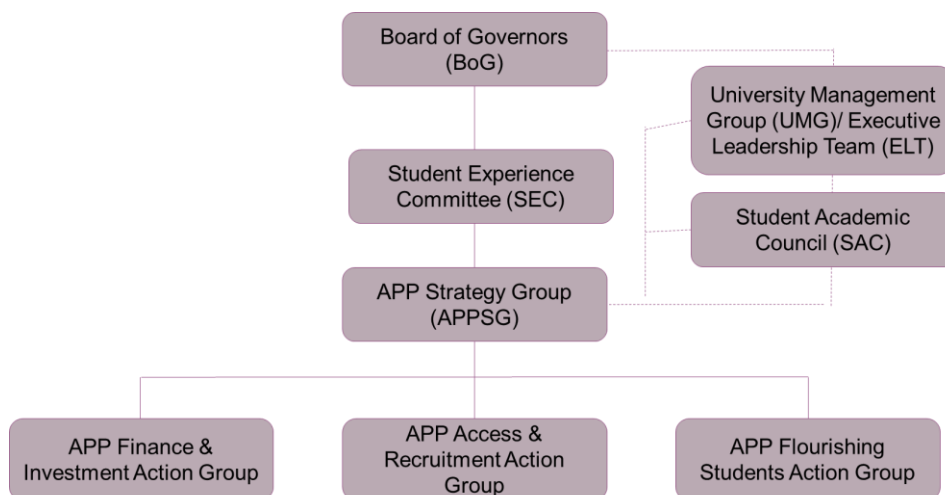 Board of Governors
(BoG)
University Management
Group (UMG)/ Executive
Leadership Team (ELT)
Student Experience
Committee (SEC)
Student Academic
Council (SAC)
APP Strategy Group
(APPSG)
APP Finance &
Investment Action Group
APP Access &
Recruitment Action
Group
APP Flourishing
Students Action Group